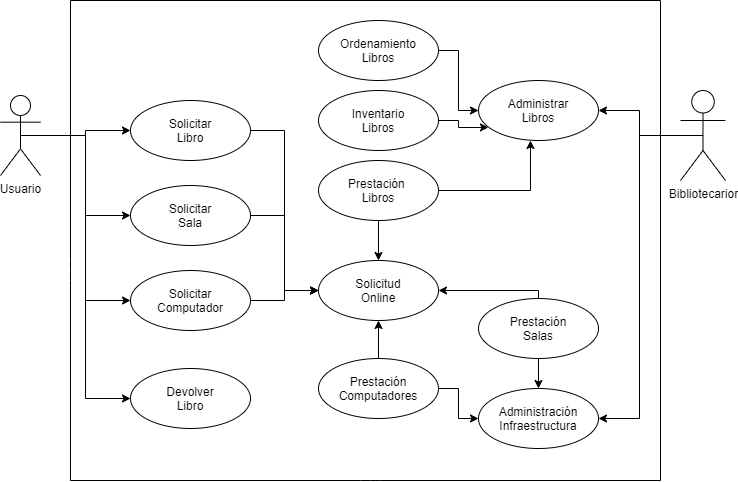 Ordenamiento
Libros
Solicitar
Libro
Inventario
Libros
Administrar
Libros
Usuario
Prestación
Libros
Bibliotecarior
Solicitar
Sala
Solicitar
Computador
Solicitud
Online
Prestación
Salas
Devolver
Libro
Prestación
Computadores
Administración
Infraestructura